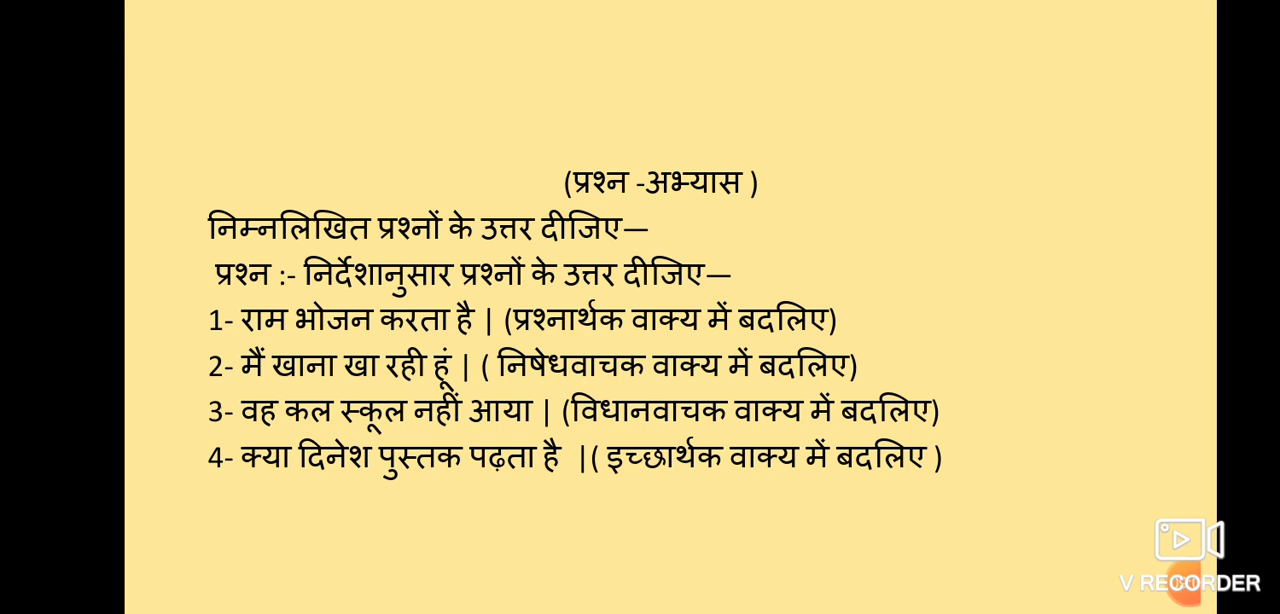 (प्रश्न -अभ्यास )
निम्नलिखित प्रश्नों के उत्तर दीजिए—
प्रश्न :- निर्देशानुसार प्रश्नों के उत्तर दीजिए—
1- राम भोजन करता है | (प्रश्नार्थक वाक्य में बदलिए)
2- मैं खाना खा रही हूं | ( निषेधवाचक वाक्य में बदलिए)
3- वह कल स्कूल नहीं आया | (विधानवाचक वाक्य में बदलिए)
4- क्या दिनेश पुस्तक पढ़ता है |( इच्छार्थक वाक्य में बदलिए )
V RECORDER